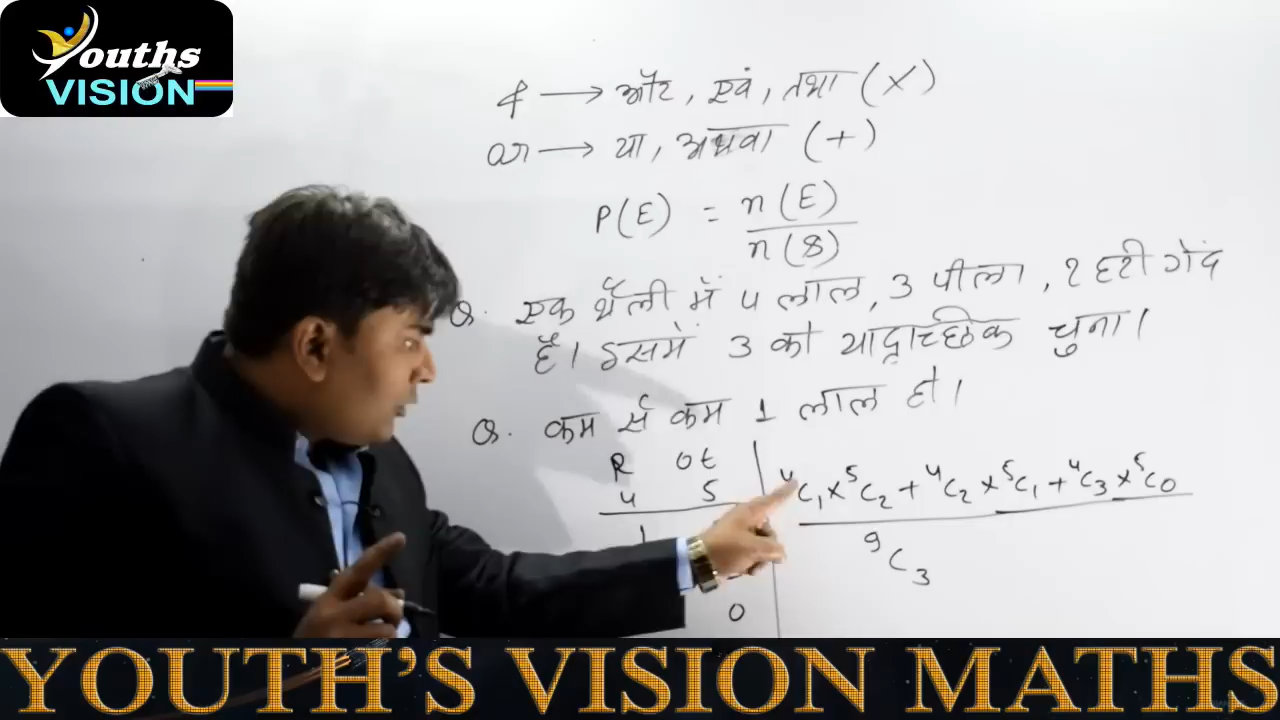 Youths
VISION
& → और, एवं, तथा (×)
or → या, अथवा (+)
P(E) = n(E) / n(S)
Q. एक थैली में 4 लाल, 3 पीला, 2 हरी गेंद
है। इसमें 3 को यादृच्छिक चुना।
Q. कम से कम 1 लाल हो।
R Ot
4 5
1
0
⁴C₁×⁵C₂ + ⁴C₂×⁵C₁ + ⁴C₃×⁵C₀
⁹C₃
YOUTH'S VISION MATHS